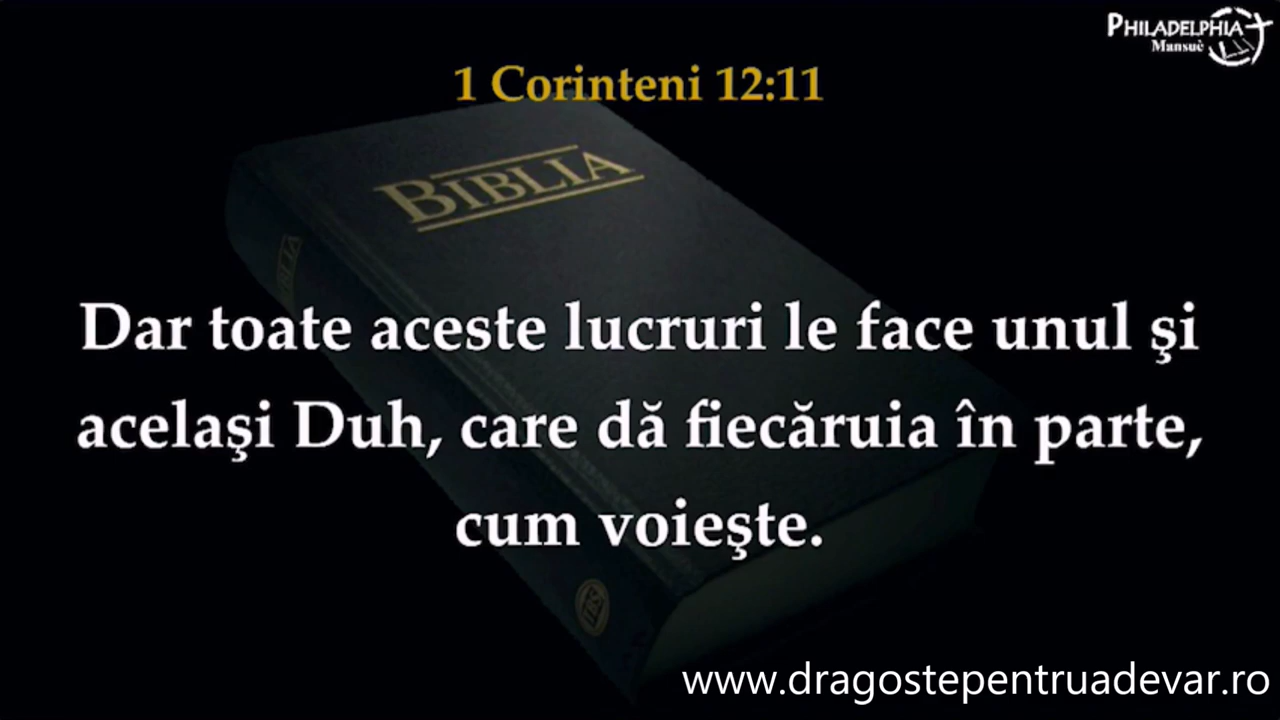 PHILADELPHIA
Mansuè
1 Corinteni 12:11
BIBLIA
BIBLIA
Dar toate aceste lucruri le face unul şi
acelaşi Duh, care dă fiecăruia în parte,
cum voieşte.
www.dragostepentruadevar.ro